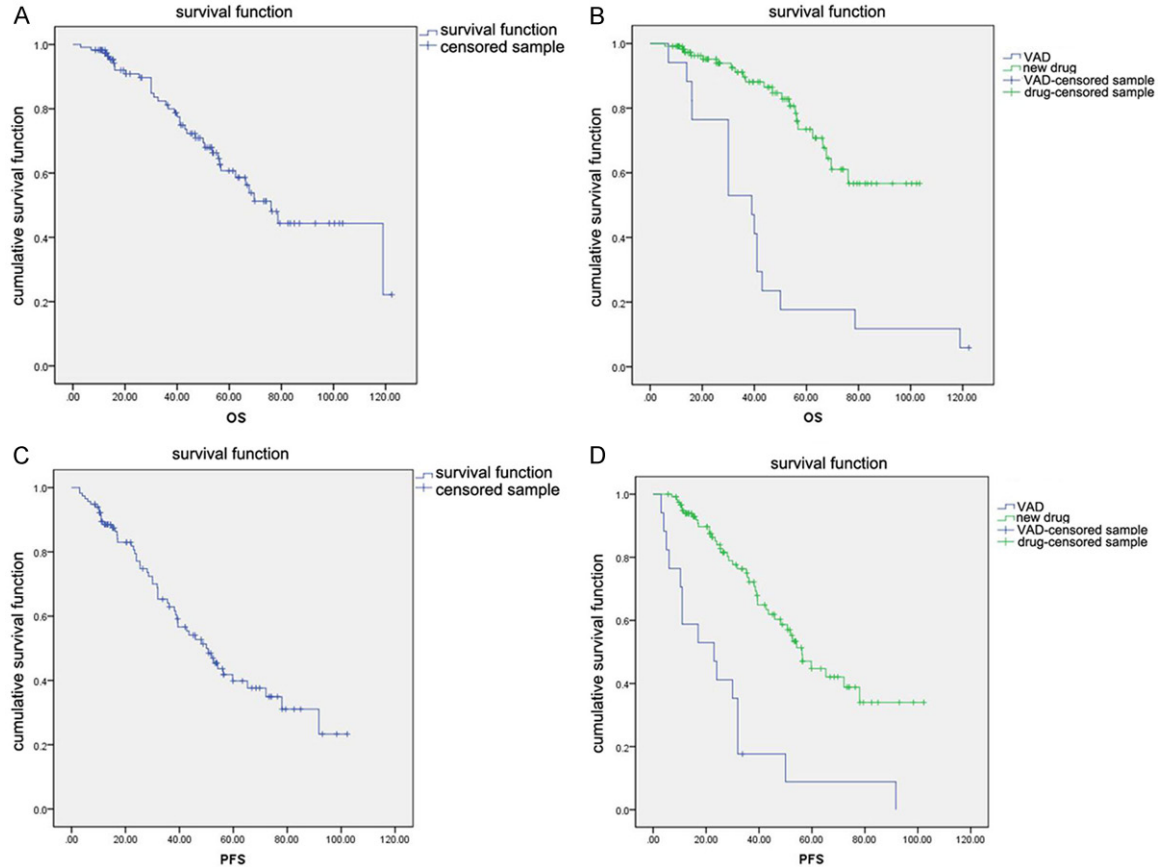 A
survival function
survival function
censored sample
cumulative survival function
1.0
0.8
0.6
0.4
0.2
0.0
.00 20.00 40.00 60.00 80.00 100.00 120.00
OS
B
survival function
VAD
new drug
VAD-censored sample
drug-censored sample
cumulative survival function
1.0
0.8
0.6
0.4
0.2
0.0
.00 20.00 40.00 60.00 80.00 100.00 120.00
OS
C
survival function
survival function
censored sample
cumulative survival function
1.0
0.8
0.6
0.4
0.2
0.0
.00 20.00 40.00 60.00 80.00 100.00 120.00
PFS
D
survival function
VAD
new drug
VAD-censored sample
drug-censored sample
cumulative survival function
1.0
0.8
0.6
0.4
0.2
0.0
.00 20.00 40.00 60.00 80.00 100.00 120.00
PFS